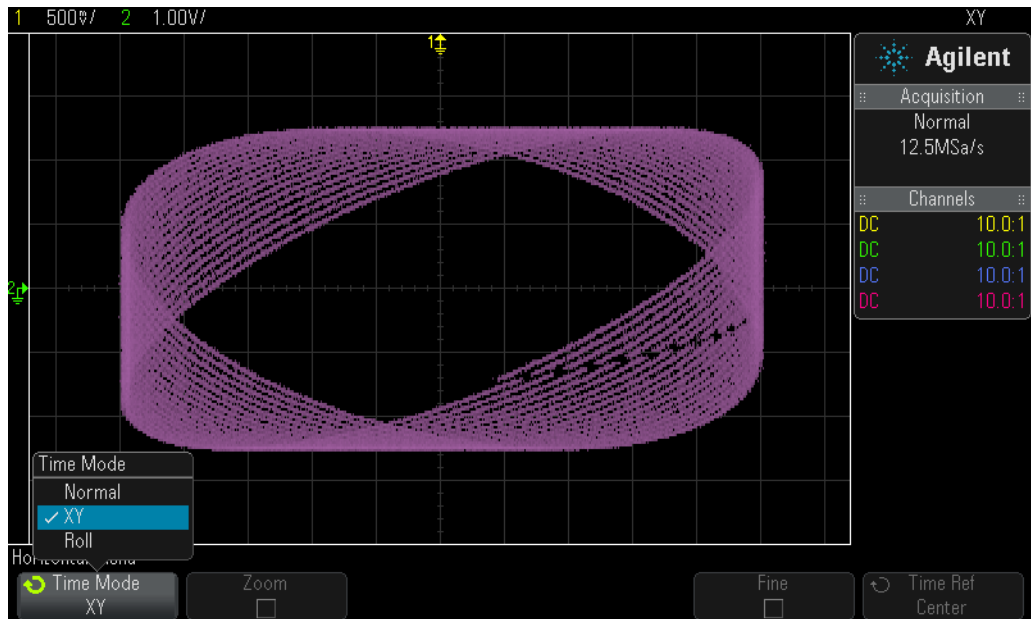 1 500mV/ 2 1.00V/ XY
1
Agilent
Acquisition
Normal
12.5MSa/s
Channels
DC 10.0:1
DC 10.0:1
DC 10.0:1
DC 10.0:1
2
Time Mode
Normal
XY
Roll
Time Mode
XY
Zoom
Fine
Time Ref
Center